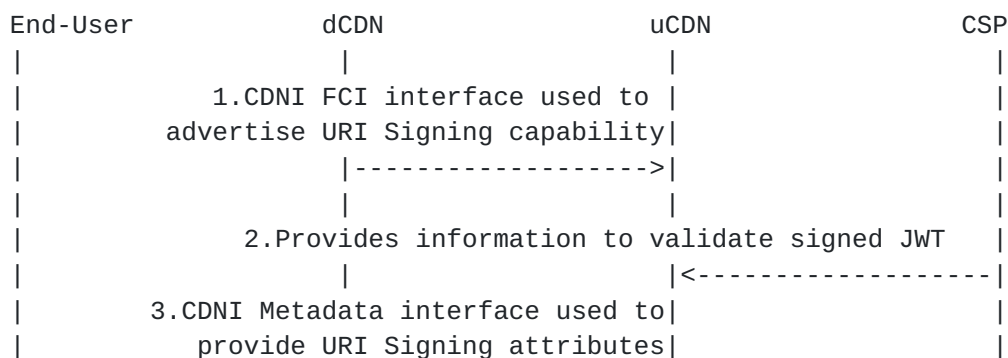 End-User            dCDN                  uCDN                 CSP
|                    |                     |                    |
|            1.CDNI FCI interface used to  |                    |
|         advertise URI Signing capability|                    |
|                    |-------------------->|                    |
|                    |                     |                    |
|              2.Provides information to validate signed JWT    |
|                    |                     |<-------------------|
|        3.CDNI Metadata interface used to|                    |
|           provide URI Signing attributes|                    |